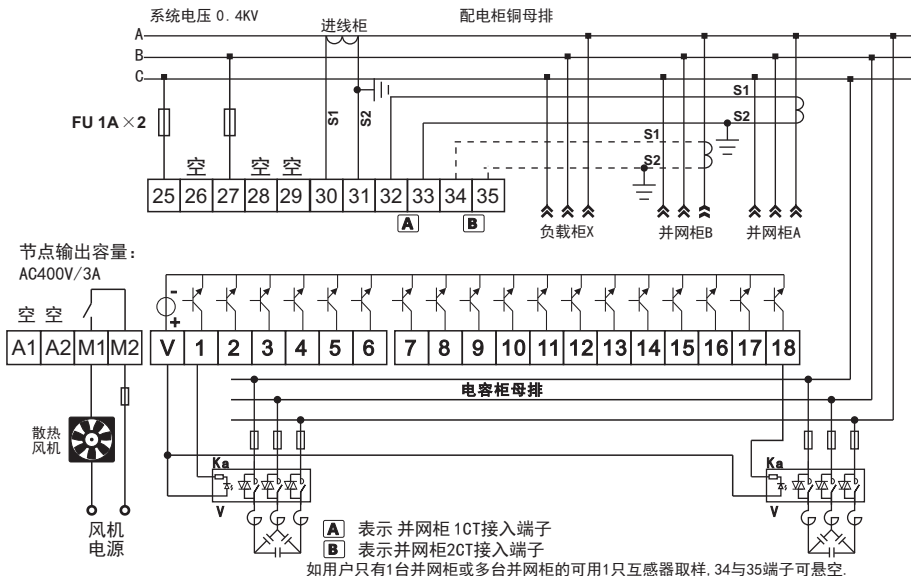 系统电压 0.4KV
进线柜
配电柜铜母排
A
B
C
FU 1A×2
S1
S2
S1
S2
S1
S2
空
空
空
25 26 27 28 29 30 31 32 33 34 35
A
B
负载柜X
并网柜B
并网柜A
节点输出容量:
AC400V/3A
空 空
A1 A2 M1 M2
-
+
V 1 2 3 4 5 6 7 8 9 10 11 12 13 14 15 16 17 18
电容柜母排
散热
风机
Ka
V
Ka
V
风机
电源
A 表示 并网柜 1CT接入端子
B 表示并网柜2CT接入端子
如用户只有1台并网柜或多台并网柜的可用1只互感器取样, 34与35端子可悬空.